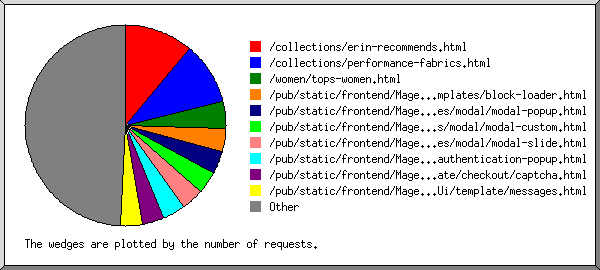 /collections/erin-recommends.html
/collections/performance-fabrics.html
/women/tops-women.html
/pub/static/frontend/Mage...mplates/block-loader.html
/pub/static/frontend/Mage...es/modal/modal-popup.html
/pub/static/frontend/Mage...s/modal/modal-custom.html
/pub/static/frontend/Mage...es/modal/modal-slide.html
/pub/static/frontend/Mage...authentication-popup.html
/pub/static/frontend/Mage...ate/checkout/captcha.html
/pub/static/frontend/Mage...Ui/template/messages.html
Other
The wedges are plotted by the number of requests.